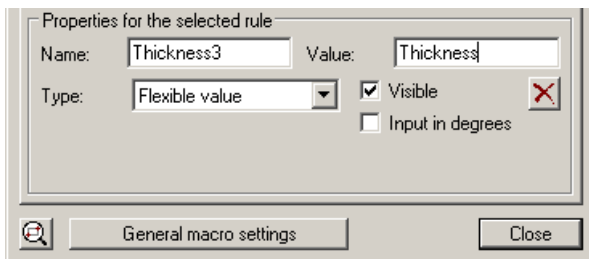 Properties for the selected rule
Name: Thickness3 Value: Thickness
Type: Flexible value Visible
Input in degrees
General macro settings Close